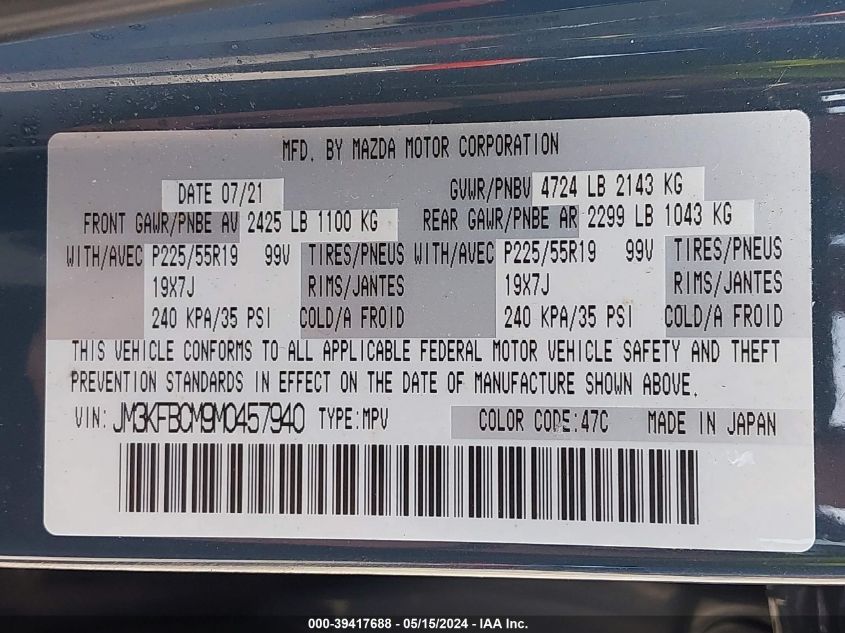 MFD. BY MAZDA MOTOR CORPORATION
DATE 07/21 GVWR/PNBV 4724 LB 2143 KG
FRONT GAWR/PNBE AV 2425 LB 1100 KG REAR GAWR/PNBE AR 2299 LB 1043 KG
WITH/AVEC P225/55R19 99V TIRES/PNEUS WITH/AVEC P225/55R19 99V TIRES/PNEUS
19X7J RIMS/JANTES 19X7J RIMS/JANTES
240 KPA/35 PSI COLD/A FROID 240 KPA/35 PSI COLD/A FROID
THIS VEHICLE CONFORMS TO ALL APPLICABLE FEDERAL MOTOR VEHICLE SAFETY AND THEFT
PREVENTION STANDARDS IN EFFECT ON THE DATE OF MANUFACTURE SHOWN ABOVE.
VIN: JM3KFBCM9M0457940 TYPE:MPV COLOR CODE:47C MADE IN JAPAN
000-39417688 - 05/15/2024 - IAA Inc.